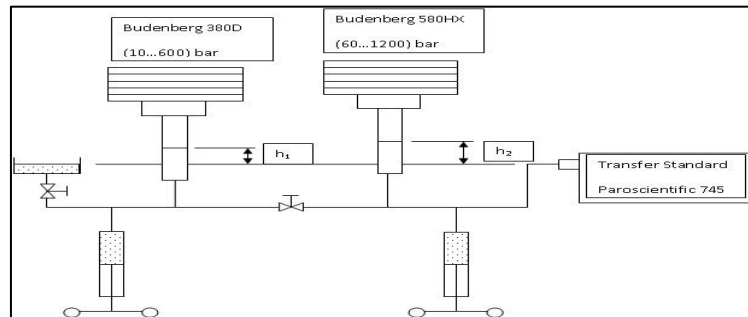 Budenberg 380D
(10...600) bar
Budenberg 580HX
(60...1200) bar
h₁
h₂
Transfer Standard
Paroscientific 745